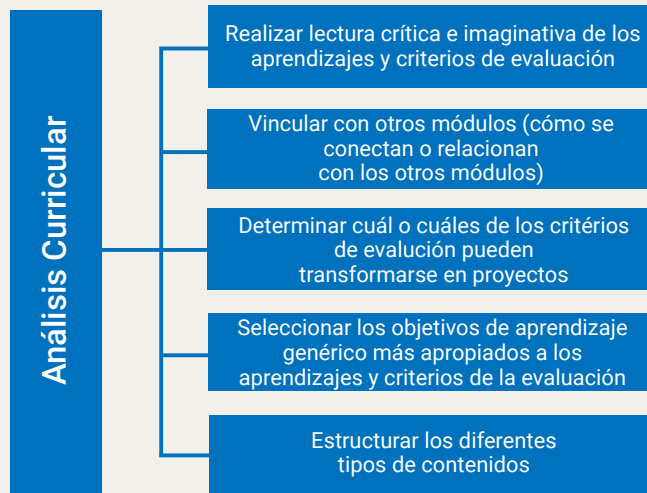 Análisis Curricular
Realizar lectura crítica e imaginativa de los
aprendizajes y criterios de evaluación
Vincular con otros módulos (cómo se
conectan o relacionan
con los otros módulos)
Determinar cuál o cuáles de los critérios
de evalución pueden
transformarse en proyectos
Seleccionar los objetivos de aprendizaje
genérico más apropiados a los
aprendizajes y criterios de la evaluación
Estructurar los diferentes
tipos de contenidos